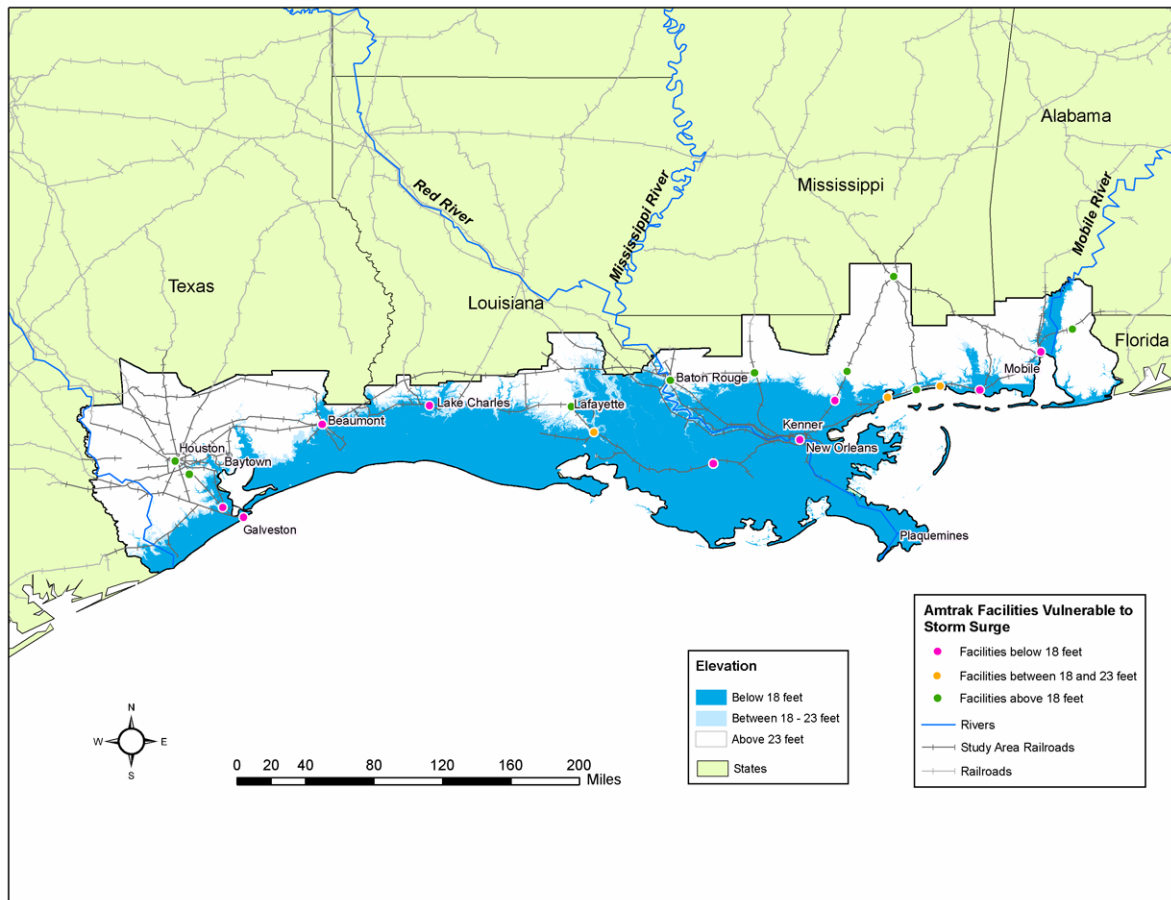 Alabama
Mississippi
Mobile River
Mississippi River
Red River
Texas
Louisiana
Florida
Mobile
Baton Rouge
Lake Charles
Lafayette
Beaumont
Kenner
New Orleans
Houston
Baytown
Galveston
Plaquemines
Amtrak Facilities Vulnerable to
Storm Surge
Facilities below 18 feet
Facilities between 18 and 23 feet
Facilities above 18 feet
Rivers
Study Area Railroads
Railroads
Elevation
Below 18 feet
Between 18 - 23 feet
Above 23 feet
States
N
W E
S
0 20 40 80 120 160 200
Miles